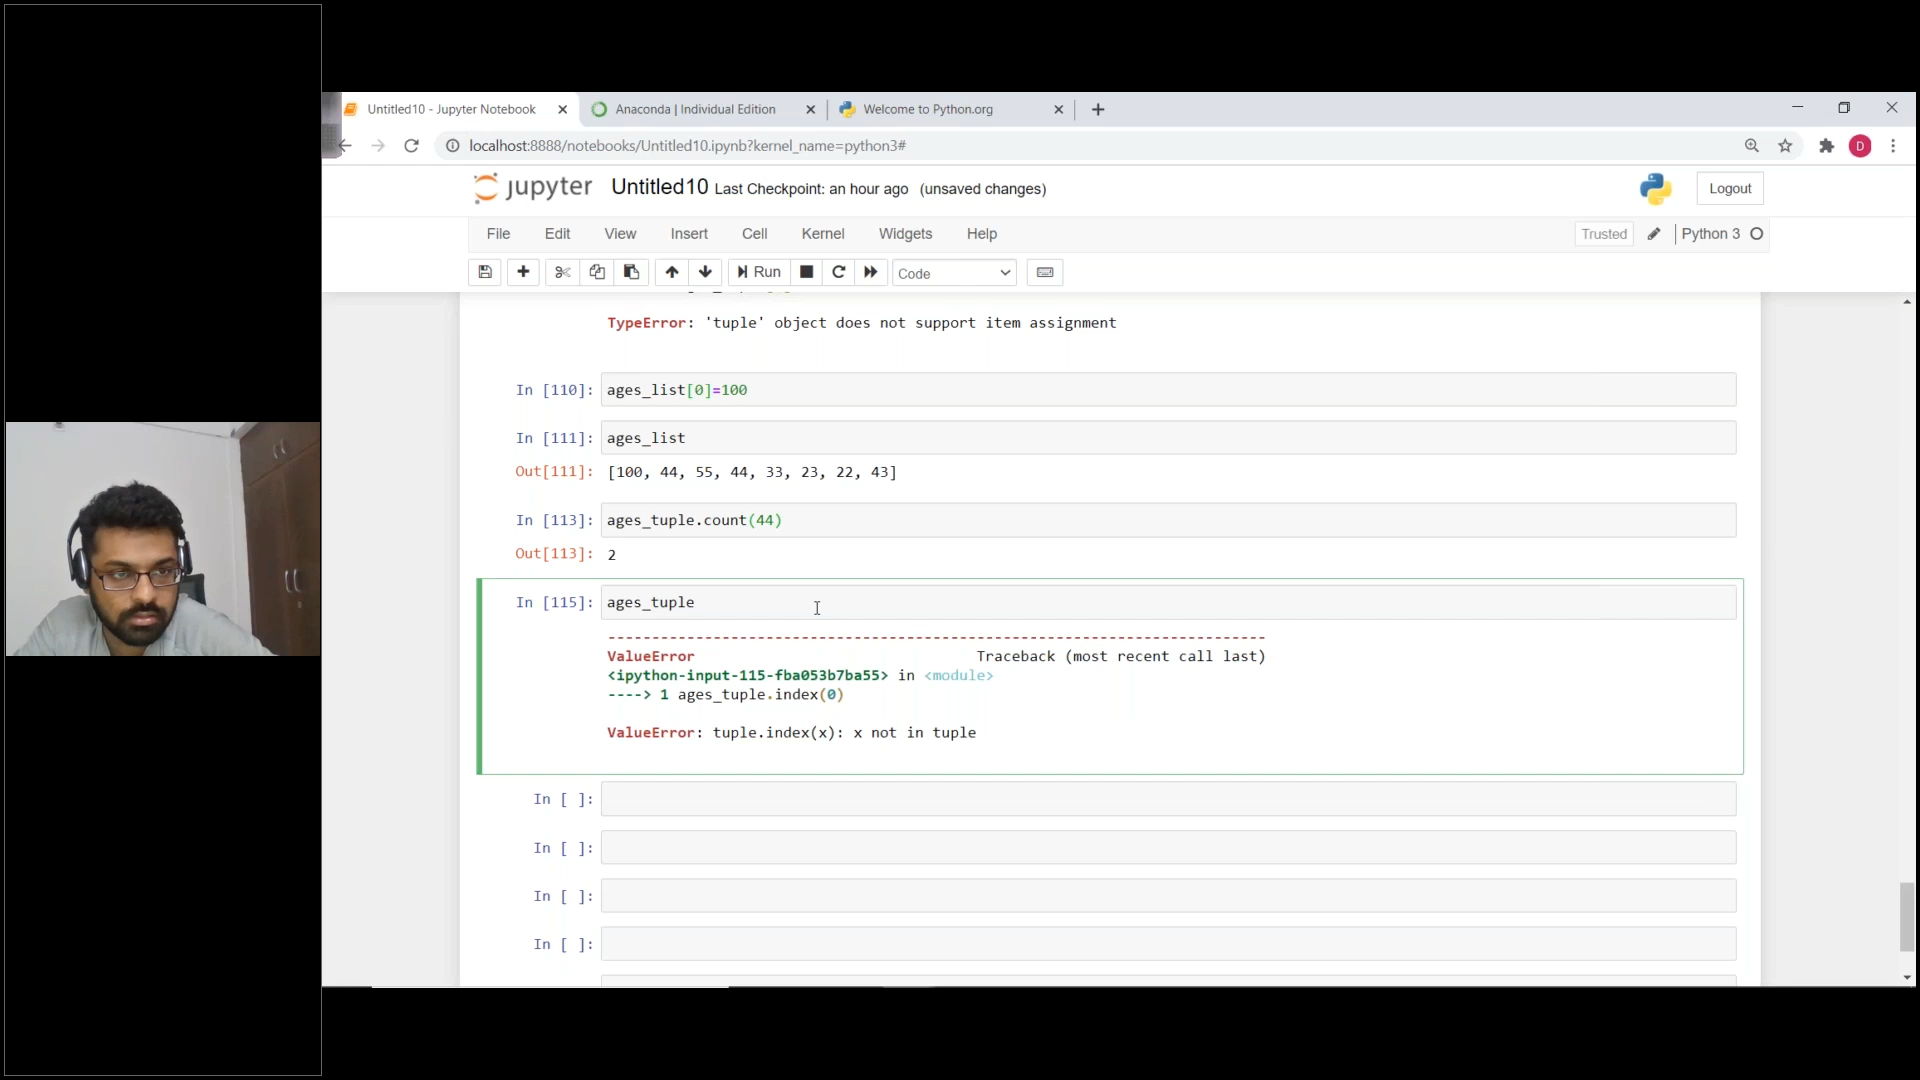 Untitled10 - Jupyter Notebook
Anaconda | Individual Edition
Welcome to Python.org
localhost:8888/notebooks/Untitled10.ipynb?kernel_name=python3#
D
jupyter Untitled10 Last Checkpoint: an hour ago (unsaved changes)
Logout
File Edit View Insert Cell Kernel Widgets Help
Trusted Python 3
Run Code
TypeError: 'tuple' object does not support item assignment
In [110]: ages_list[0]=100
In [111]: ages_list
Out[111]: [100, 44, 55, 44, 33, 23, 22, 43]
In [113]: ages_tuple.count(44)
Out[113]: 2
In [115]: ages_tuple
---------------------------------------------------------------------------
ValueError Traceback (most recent call last)
<ipython-input-115-fba053b7ba55> in <module>
----> 1 ages_tuple.index(0)
ValueError: tuple.index(x): x not in tuple
In [ ]:
In [ ]:
In [ ]:
In [ ]: